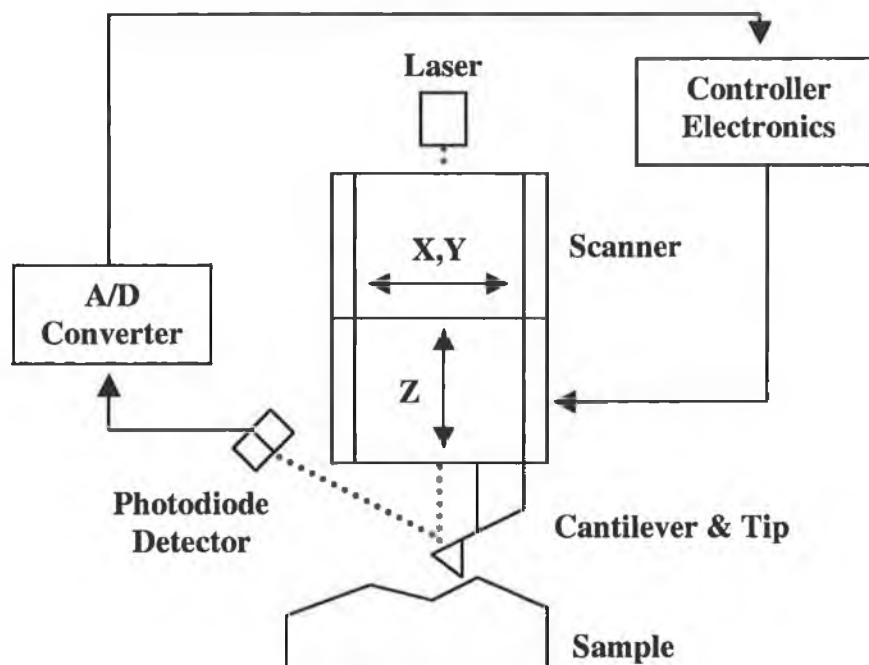 Laser
Controller
Electronics
X,Y
Scanner
A/D
Converter
Z
Photodiode
Detector
Cantilever & Tip
Sample